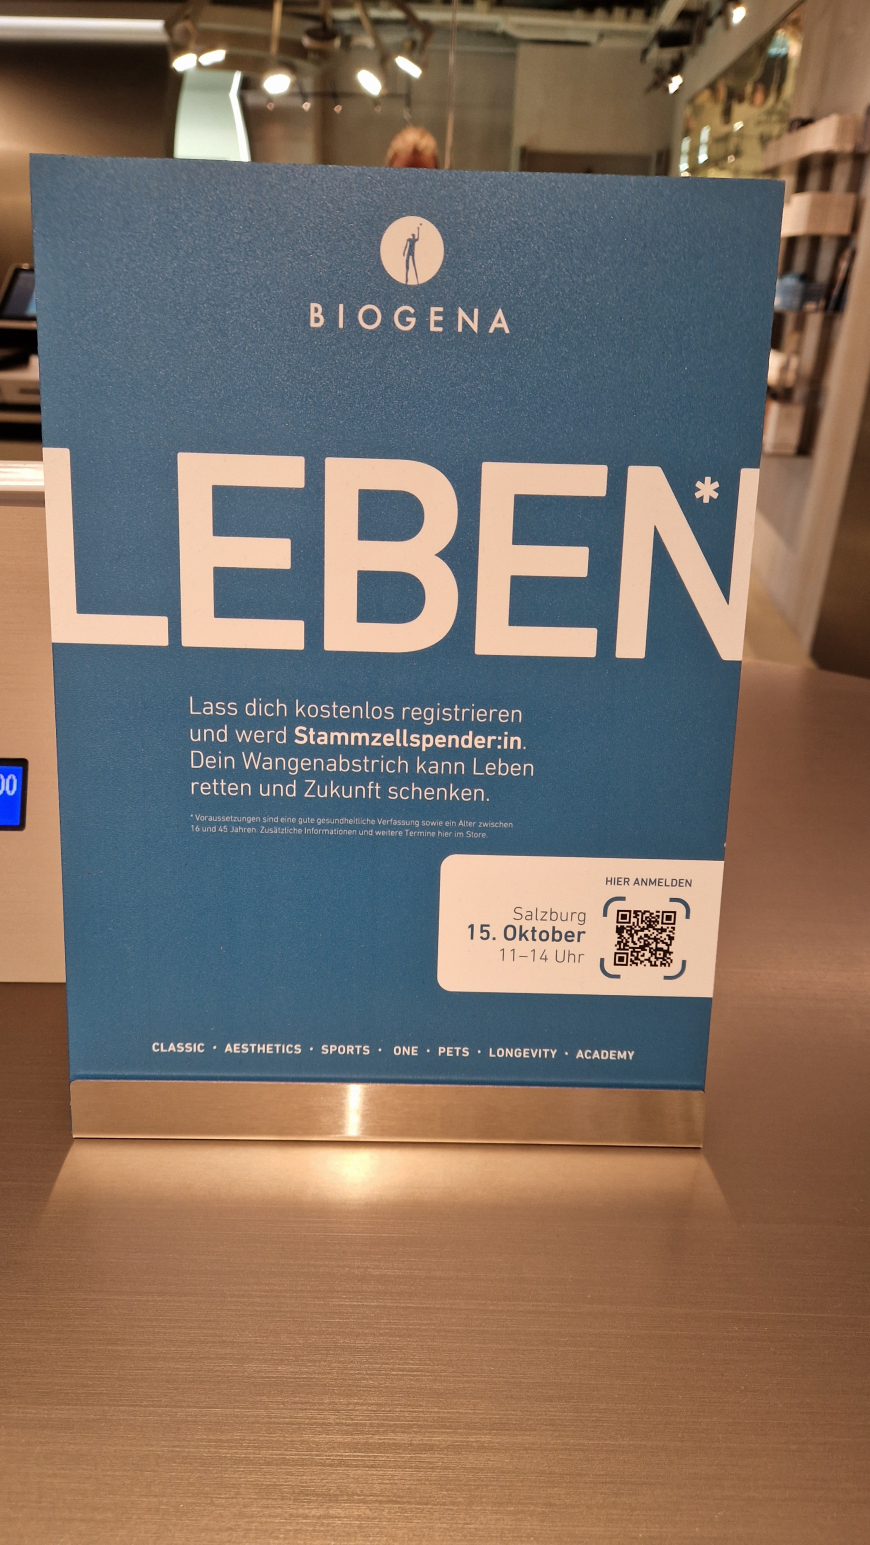 BIOGENA
LEBEN*
Lass dich kostenlos registrieren
und werd Stammzellspender:in.
Dein Wangenabstrich kann Leben
retten und Zukunft schenken.
*Voraussetzungen sind eine gute gesundheitliche Verfassung sowie ein Alter zwischen
16 und 45 Jahren. Zusätzliche Informationen und weitere Termine hier im Store.
HIER ANMELDEN
Salzburg
15. Oktober
11–14 Uhr
CLASSIC · AESTHETICS · SPORTS · ONE · PETS · LONGEVITY · ACADEMY
00